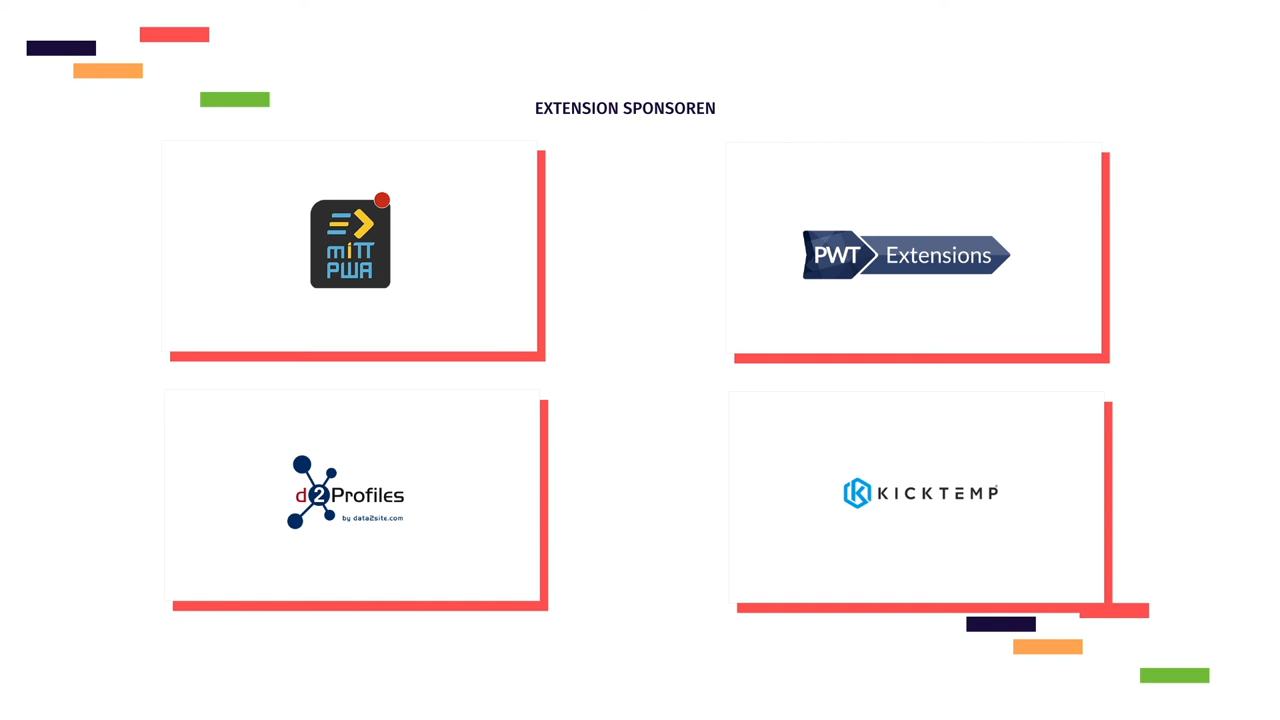 EXTENSION SPONSOREN
miTT
PWA
PWT Extensions
d2Profiles
by data2site.com
KICKTEMP